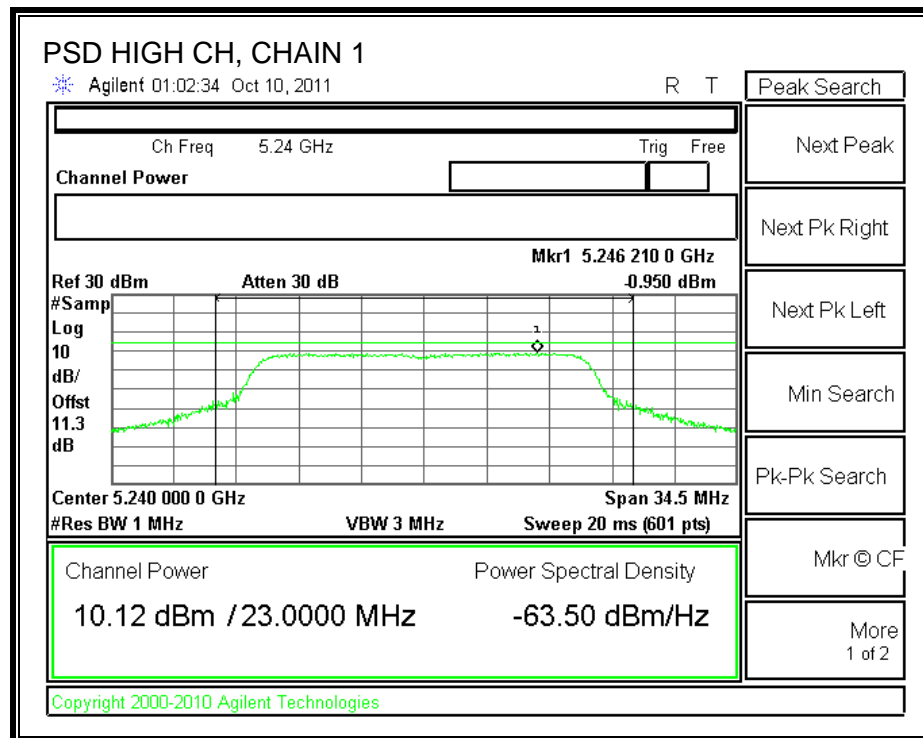 PSD HIGH CH, CHAIN 1
Agilent 01:02:34 Oct 10, 2011 R T
Peak Search
Ch Freq 5.24 GHz Trig Free
Channel Power
Next Peak
Next Pk Right
Mkr1 5.246 210 0 GHz
Ref 30 dBm Atten 30 dB -0.950 dBm
#Samp
Log
10
dB/
Offst
11.3
dB
1
Next Pk Left
Min Search
Pk-Pk Search
Center 5.240 000 0 GHz Span 34.5 MHz
#Res BW 1 MHz VBW 3 MHz Sweep 20 ms (601 pts)
Mkr © CF
Channel Power Power Spectral Density
10.12 dBm / 23.0000 MHz -63.50 dBm/Hz
More
1 of 2
Copyright 2000-2010 Agilent Technologies